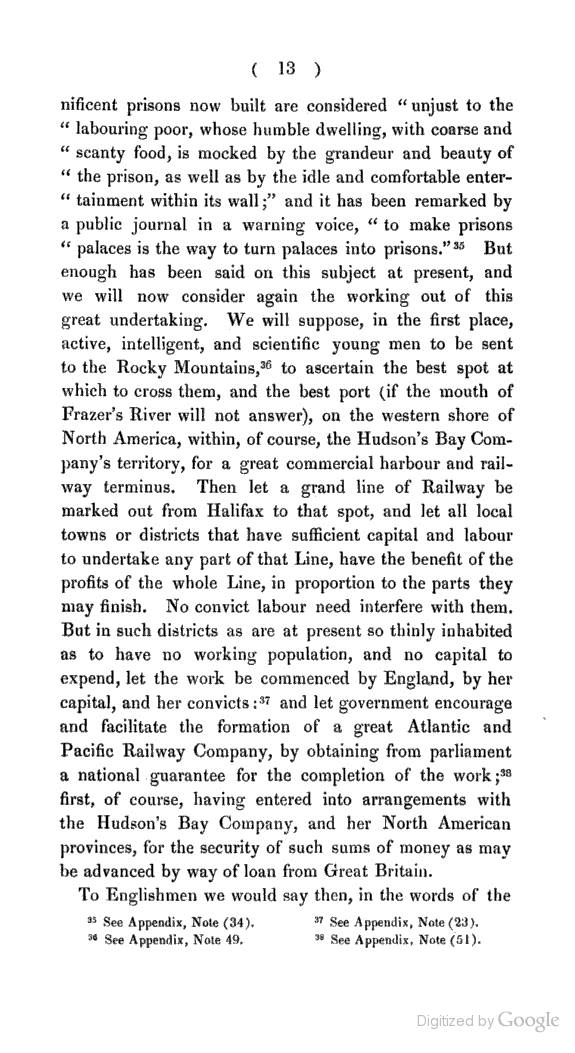 ( 13 )
nificent prisons now built are considered “ unjust to the
“ labouring poor, whose humble dwelling, with coarse and
“ scanty food, is mocked by the grandeur and beauty of
“ the prison, as well as by the idle and comfortable enter-
“ tainment within its wall;” and it has been remarked by
a public journal in a warning voice, “ to make prisons
“ palaces is the way to turn palaces into prisons.”³⁵ But
enough has been said on this subject at present, and
we will now consider again the working out of this
great undertaking. We will suppose, in the first place,
active, intelligent, and scientific young men to be sent
to the Rocky Mountains,³⁶ to ascertain the best spot at
which to cross them, and the best port (if the mouth of
Frazer’s River will not answer), on the western shore of
North America, within, of course, the Hudson’s Bay Com-
pany’s territory, for a great commercial harbour and rail-
way terminus. Then let a grand line of Railway be
marked out from Halifax to that spot, and let all local
towns or districts that have sufficient capital and labour
to undertake any part of that Line, have the benefit of the
profits of the whole Line, in proportion to the parts they
may finish. No convict labour need interfere with them.
But in such districts as are at present so thinly inhabited
as to have no working population, and no capital to
expend, let the work be commenced by England, by her
capital, and her convicts:³⁷ and let government encourage
and facilitate the formation of a great Atlantic and
Pacific Railway Company, by obtaining from parliament
a national guarantee for the completion of the work;³⁸
first, of course, having entered into arrangements with
the Hudson’s Bay Company, and her North American
provinces, for the security of such sums of money as may
be advanced by way of loan from Great Britain.
To Englishmen we would say then, in the words of the
³⁵ See Appendix, Note (34). ³⁷ See Appendix, Note (23).
³⁶ See Appendix, Note 49. ³⁸ See Appendix, Note (51).
Digitized by Google